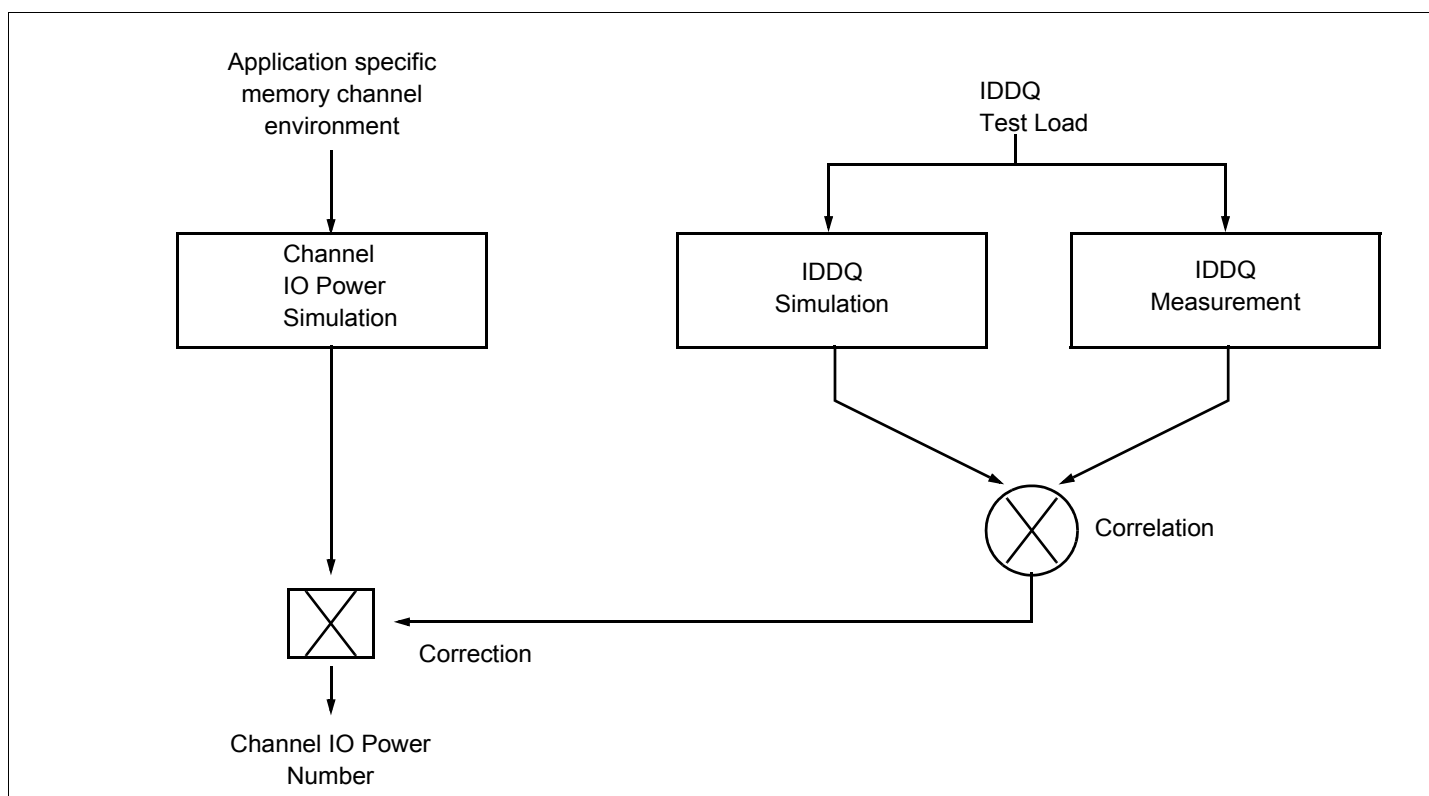 Application specific
memory channel
environment
IDDQ
Test Load
Channel
IO Power
Simulation
IDDQ
Simulation
IDDQ
Measurement
Correlation
Correction
Channel IO Power
Number